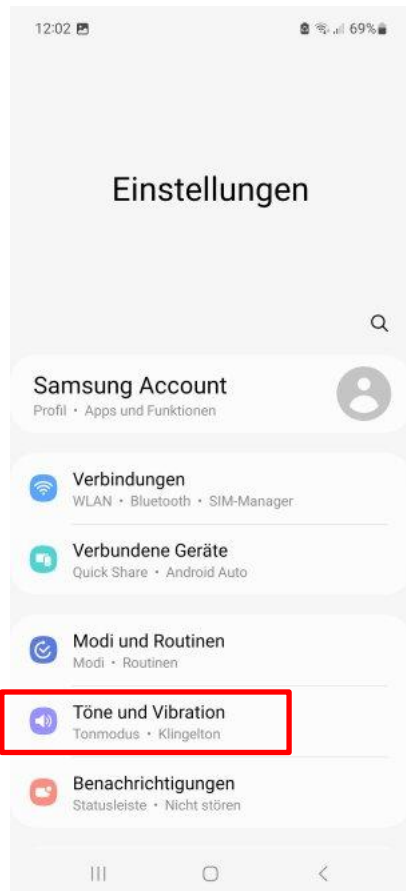 12:02 69%
Einstellungen
Samsung Account
Profil • Apps und Funktionen
Verbindungen
WLAN • Bluetooth • SIM-Manager
Verbundene Geräte
Quick Share • Android Auto
Modi und Routinen
Modi • Routinen
Töne und Vibration
Tonmodus • Klingelton
Benachrichtigungen
Statusleiste • Nicht stören